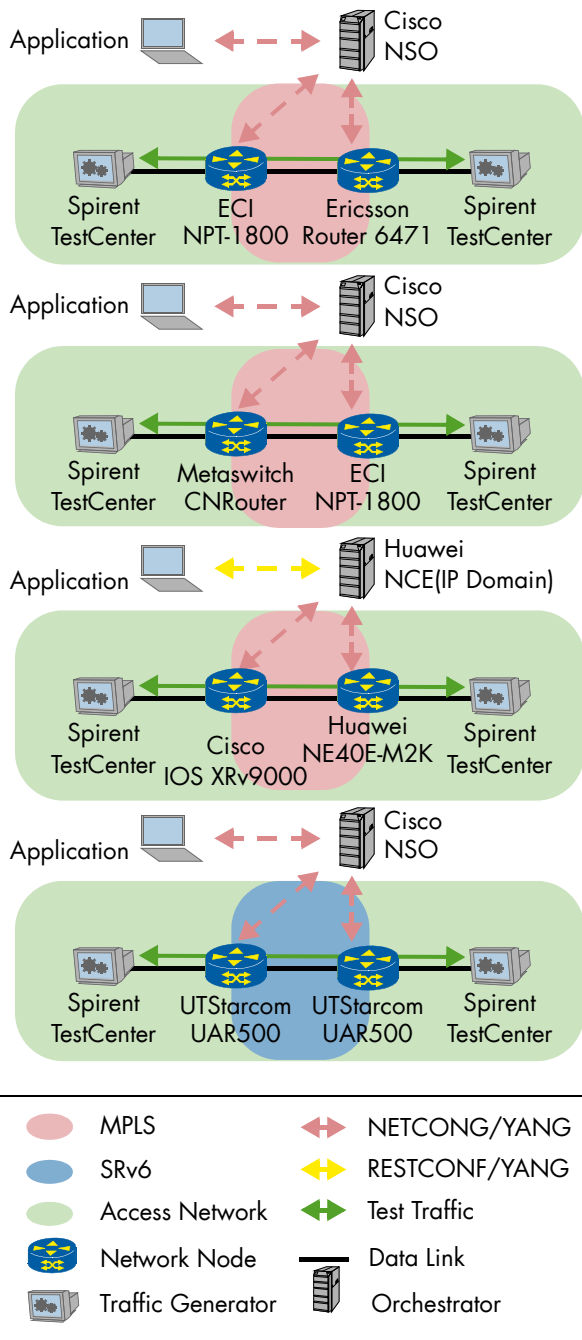 Application
Cisco
NSO
Spirent
TestCenter
ECI
NPT-1800
Ericsson
Router 6471
Spirent
TestCenter
Application
Cisco
NSO
Spirent
TestCenter
Metaswitch
CNRouter
ECI
NPT-1800
Spirent
TestCenter
Application
Huawei
NCE(IP Domain)
Spirent
TestCenter
Cisco
IOS XRv9000
Huawei
NE40E-M2K
Spirent
TestCenter
Application
Cisco
NSO
Spirent
TestCenter
UTStarcom
UAR500
UTStarcom
UAR500
Spirent
TestCenter
MPLS
NETCONG/YANG
SRv6
RESTCONF/YANG
Access Network
Test Traffic
Network Node
Data Link
Traffic Generator
Orchestrator